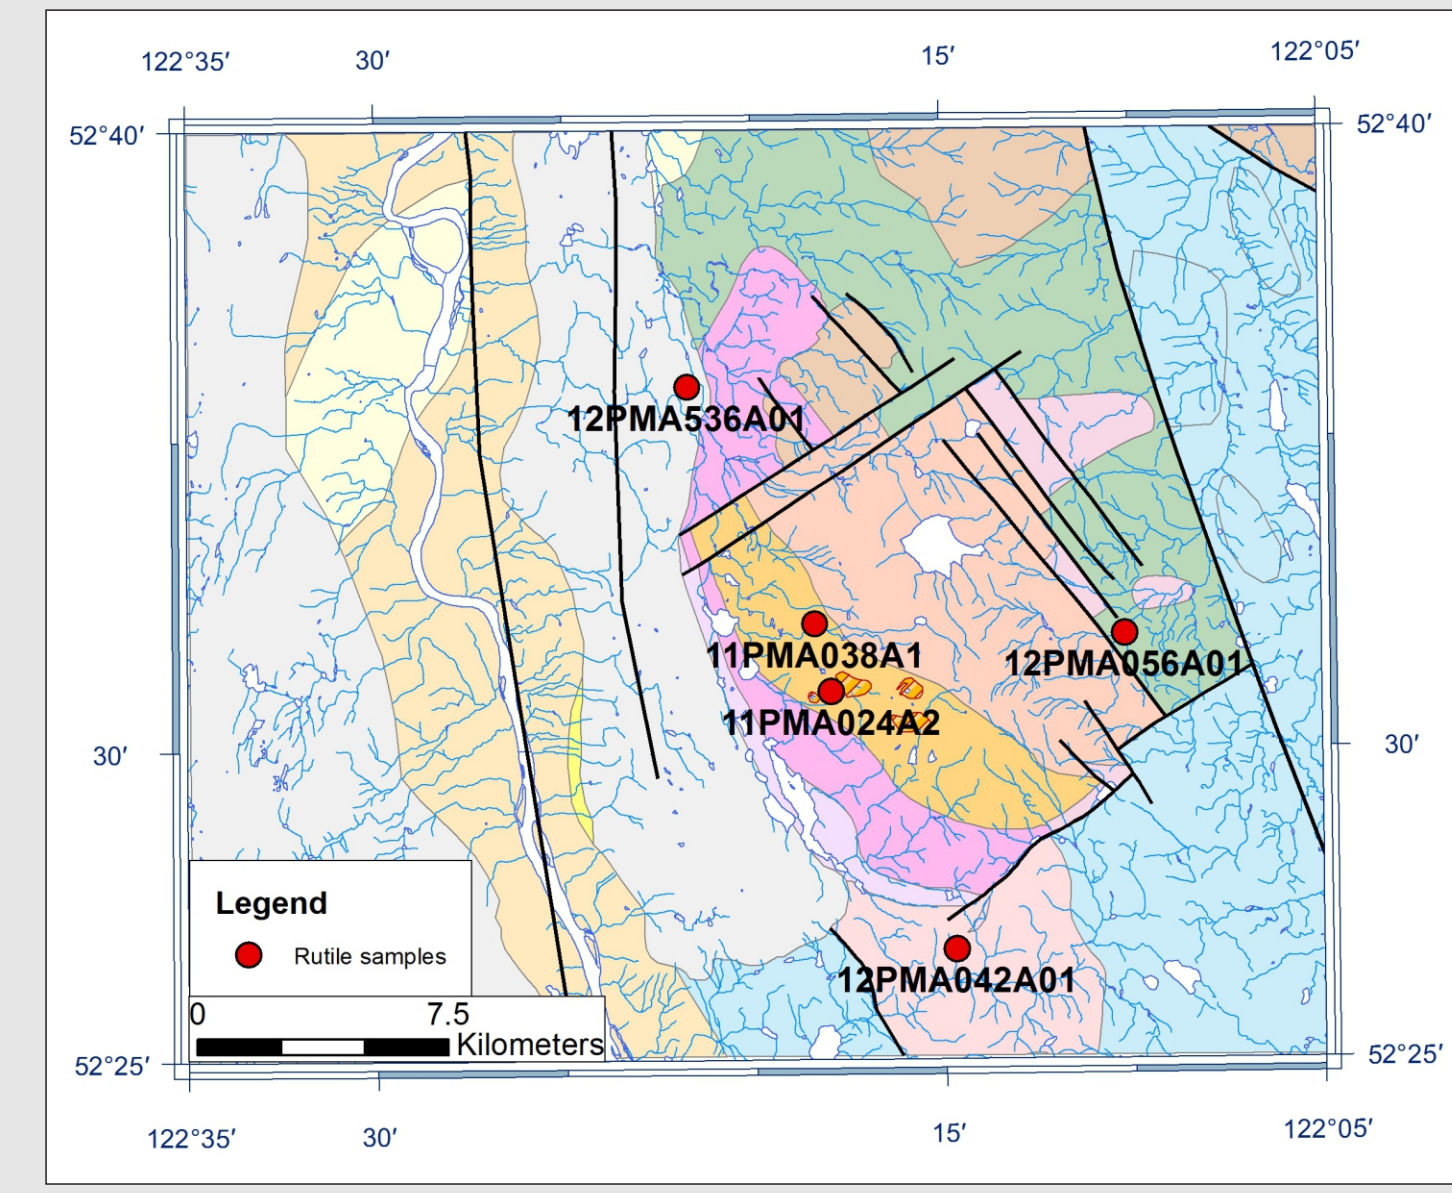 122°35′ 30′ 15′ 122°05′
52°40′ 52°40′
12PMA536A01
11PMA038A1
12PMA056A01
11PMA024A2
30′ 30′
Legend
Rutile samples
12PMA042A01
0 7.5
Kilometers
52°25′ 52°25′
122°35′ 30′ 15′ 122°05′